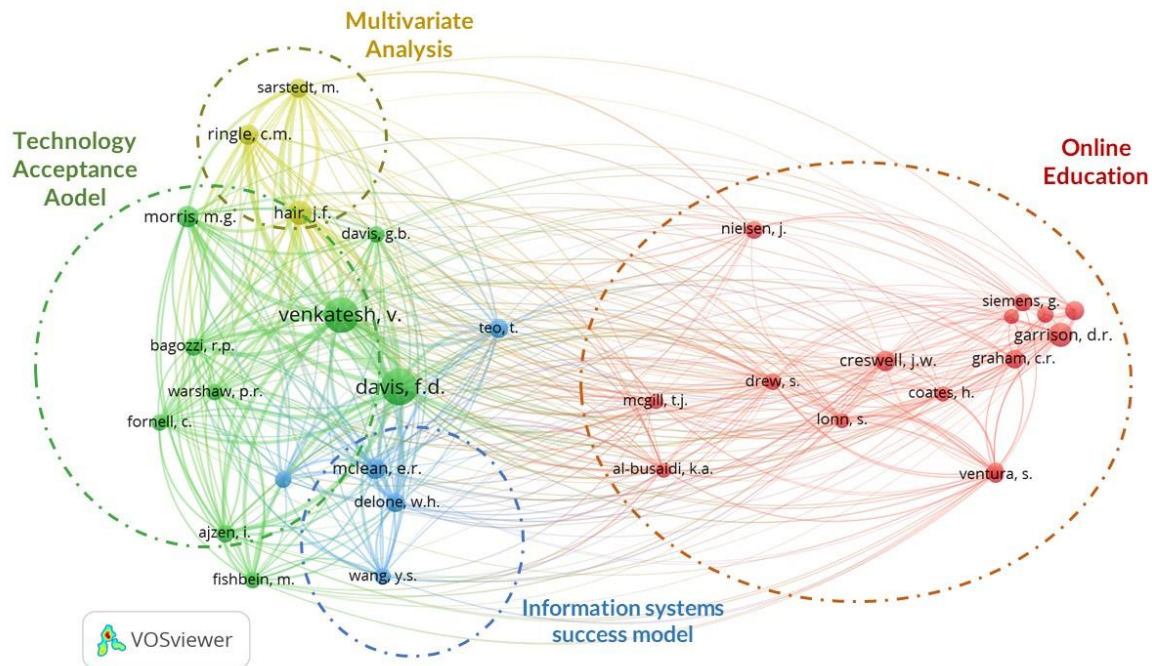 Multivariate
Analysis
sarstedt, m.
ringle, c.m.
Technology
Acceptance
Aodel
Online
Education
morris, m.g.
hair, j.f.
davis, g.b.
nielsen, j.
venkatesh, v.
teo, t.
siemens, g.
garrison, d.r.
bagozzi, r.p.
creswell, j.w.
graham, c.r.
warshaw, p.r.
davis, f.d.
drew, s.
coates, h.
mcgill, t.j.
fornell, c.
lonn, s.
mclean, e.r.
al-busaidi, k.a.
ventura, s.
delone, w.h.
ajzen, i.
fishbein, m.
wang, y.s.
Information systems
success model
VOSviewer